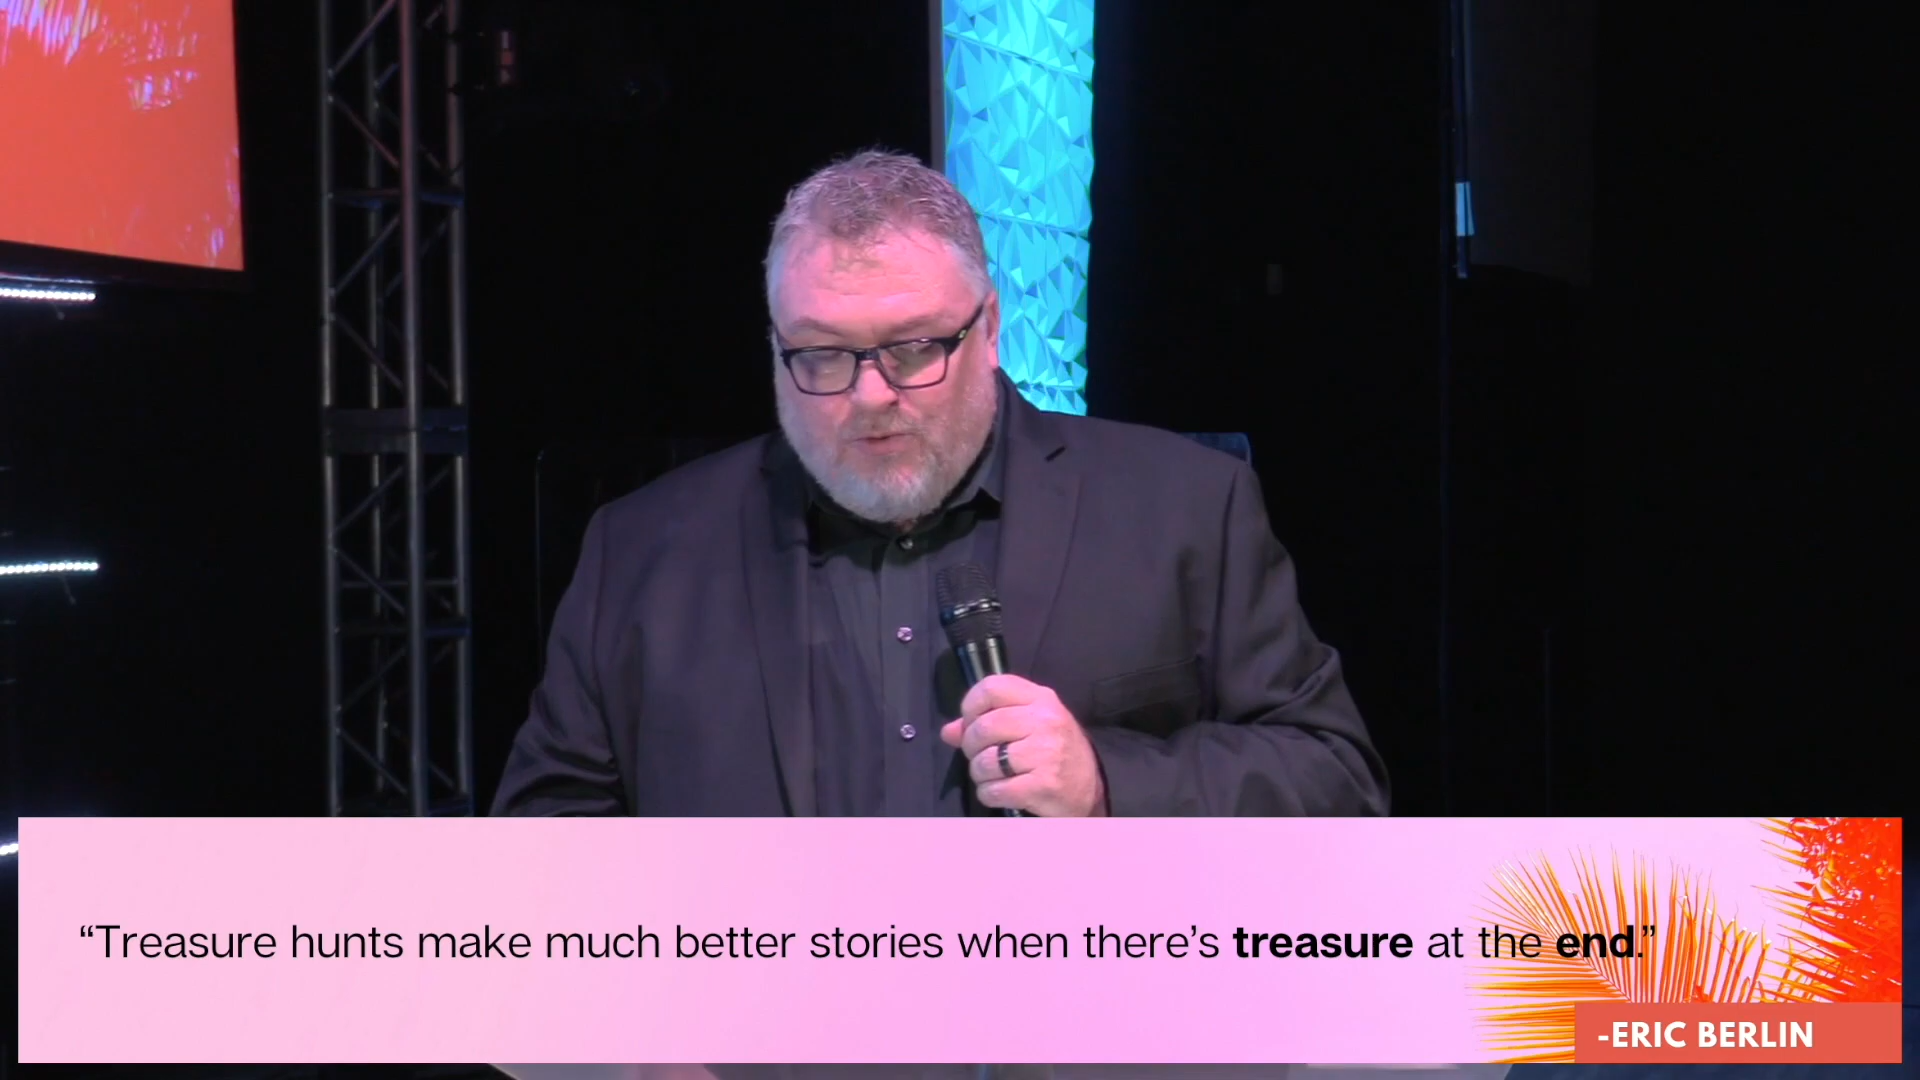 “Treasure hunts make much better stories when there’s treasure at the end.”
-ERIC BERLIN